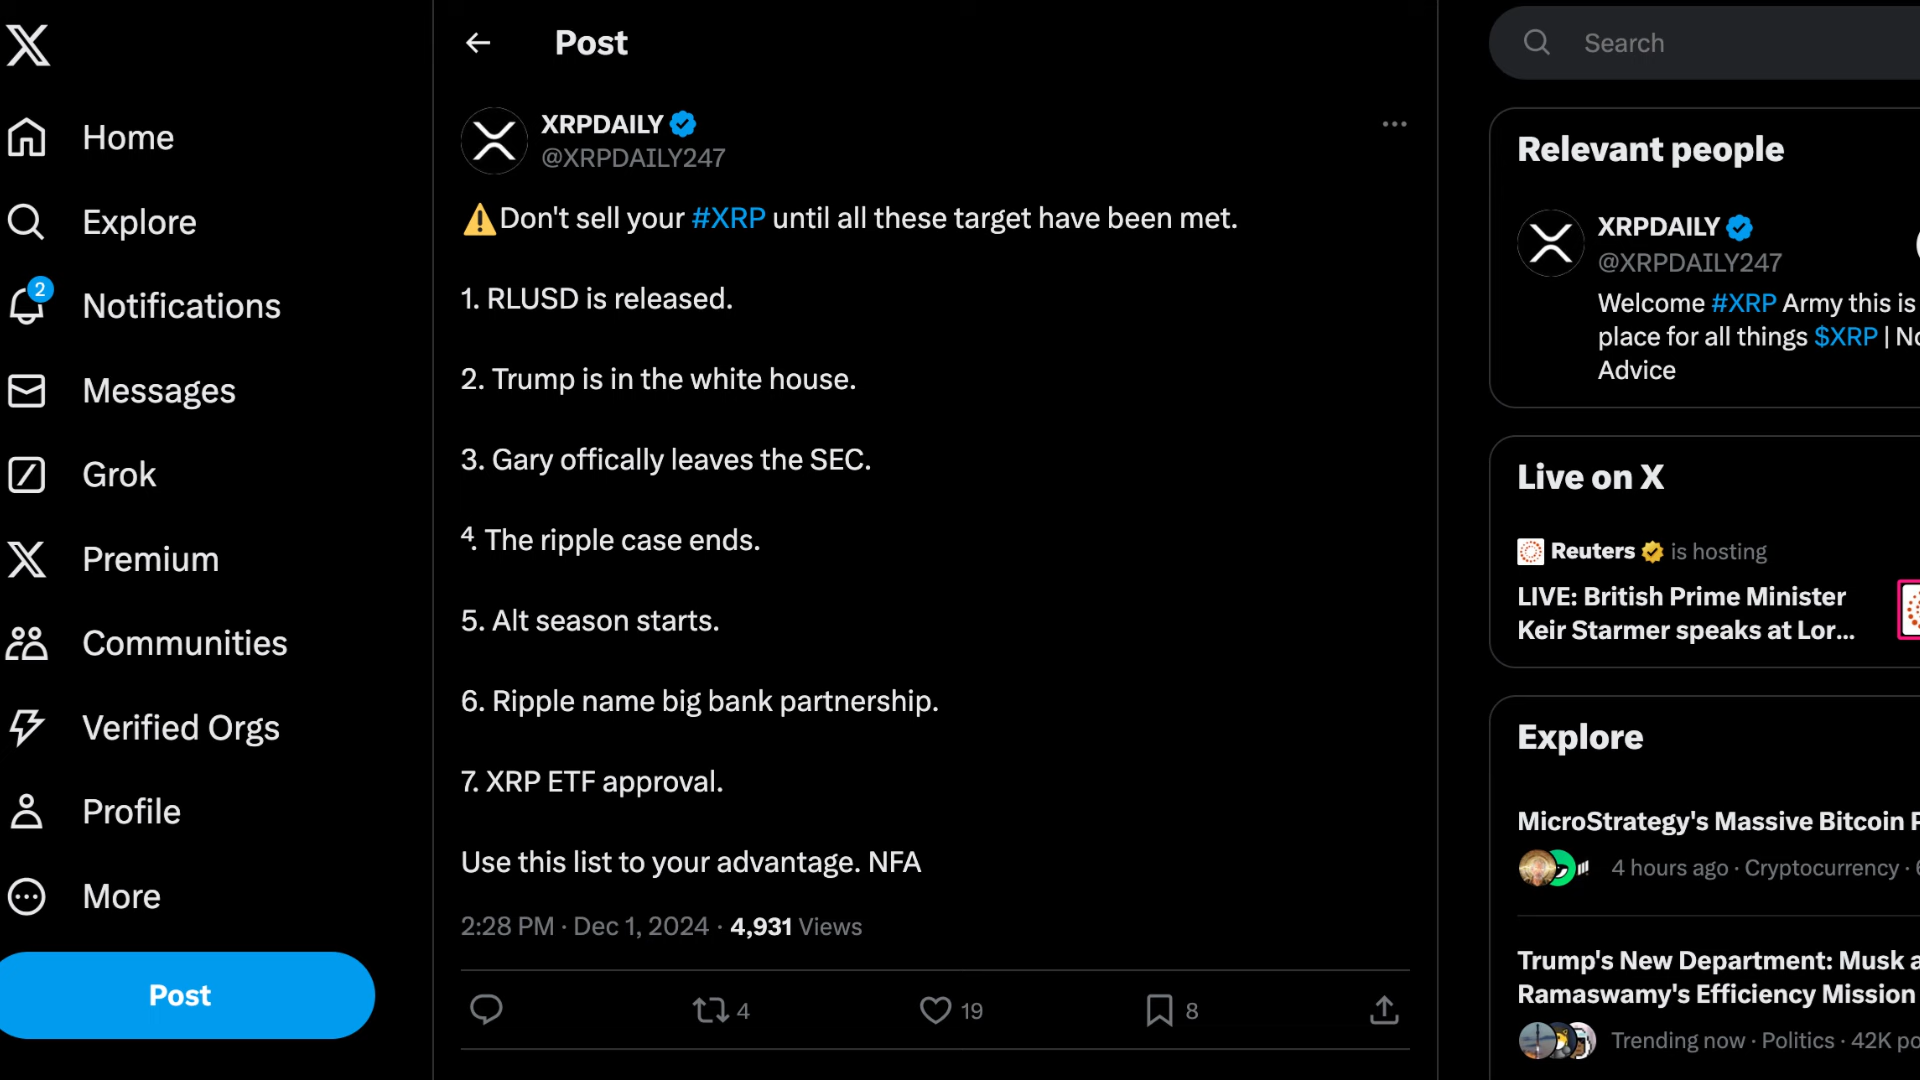 Home
Explore
2
Notifications
Messages
Grok
Premium
Communities
Verified Orgs
Profile
More
Post
Post
XRPDAILY
@XRPDAILY247
⚠️Don't sell your #XRP until all these target have been met.
1. RLUSD is released.
2. Trump is in the white house.
3. Gary offically leaves the SEC.
4. The ripple case ends.
5. Alt season starts.
6. Ripple name big bank partnership.
7. XRP ETF approval.
Use this list to your advantage. NFA
2:28 PM · Dec 1, 2024 · 4,931 Views
4
19
8
Search
Relevant people
XRPDAILY
@XRPDAILY247
Welcome #XRP Army this is
place for all things $XRP |
Advice
Live on X
Reuters is hosting
LIVE: British Prime Minister
Keir Starmer speaks at Lor...
Explore
MicroStrategy's Massive Bitcoin
4 hours ago · Cryptocurrency ·
Trump's New Department: Musk
Ramaswamy's Efficiency Mission
Trending now · Politics · 42K